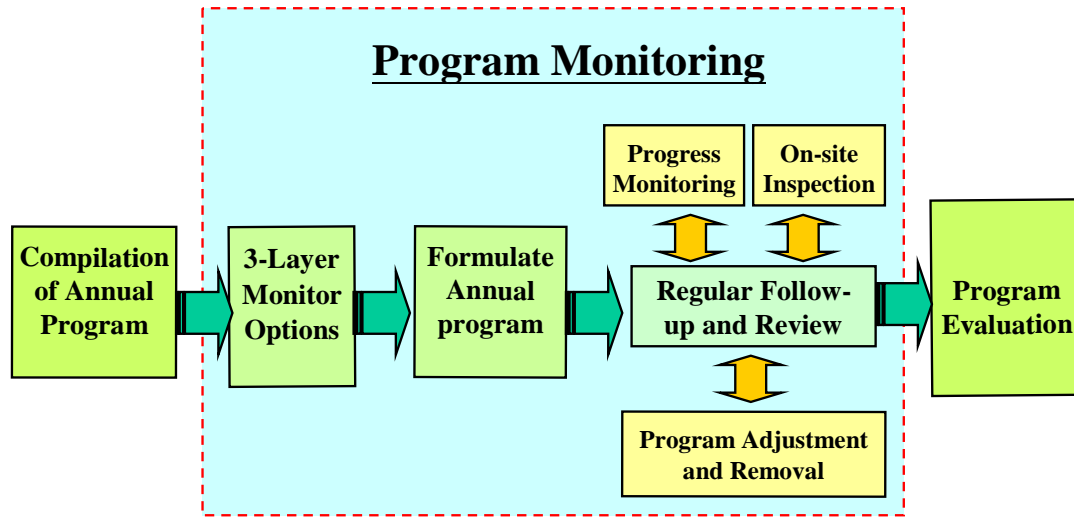 Program Monitoring
Progress
Monitoring
On-site
Inspection
Compilation
of Annual
Program
3-Layer
Monitor
Options
Formulate
Annual
program
Regular Follow-
up and Review
Program
Evaluation
Program Adjustment
and Removal